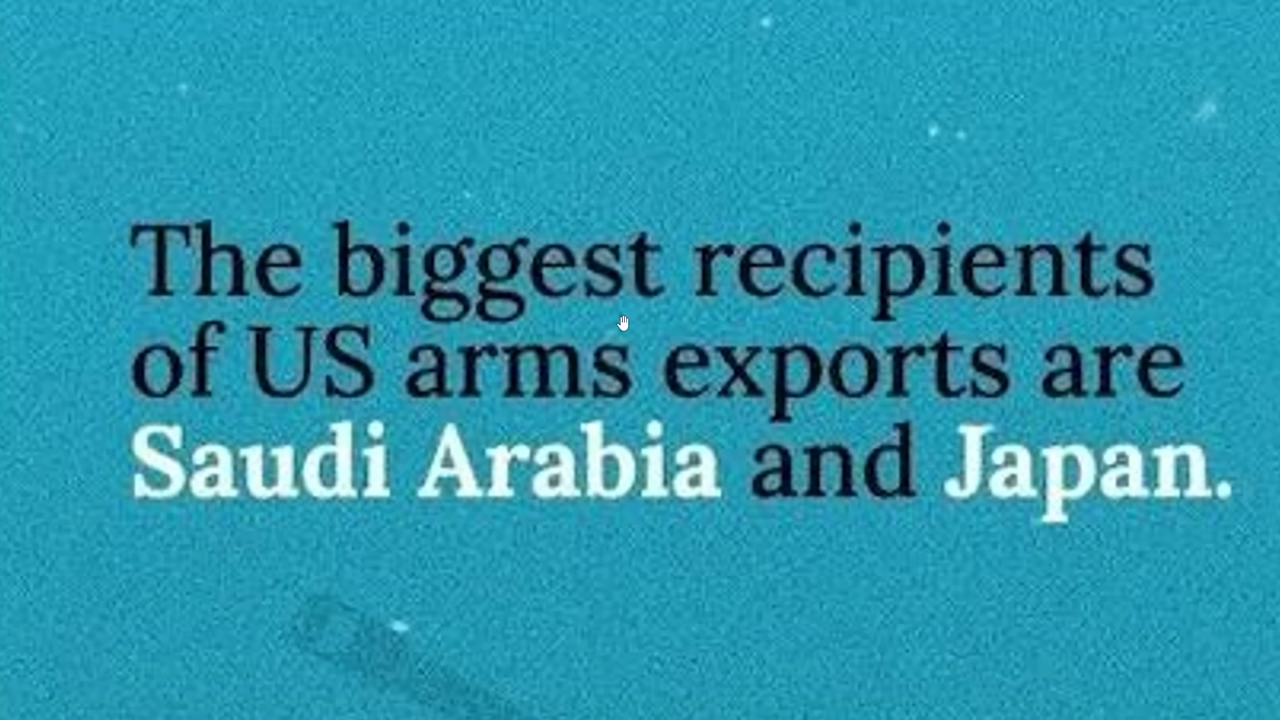 The biggest recipients
of US arms exports are
Saudi Arabia and Japan.